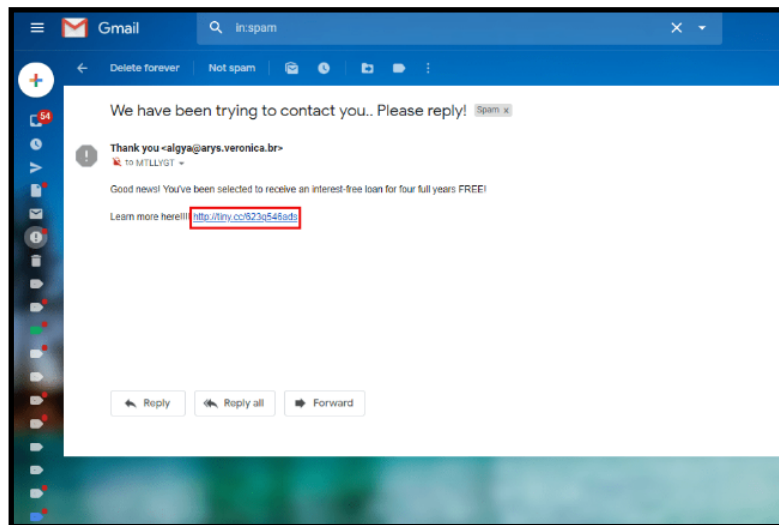 Gmail
in:spam
Delete forever Not spam
54
We have been trying to contact you.. Please reply! Spam x
Thank you <algya@arys.veronica.br>
to MTLLYGT
Good news! You've been selected to receive an interest-free loan for four full years FREE!
Learn more here!!!! http://tiny.cc/623q546ads
Reply Reply all Forward